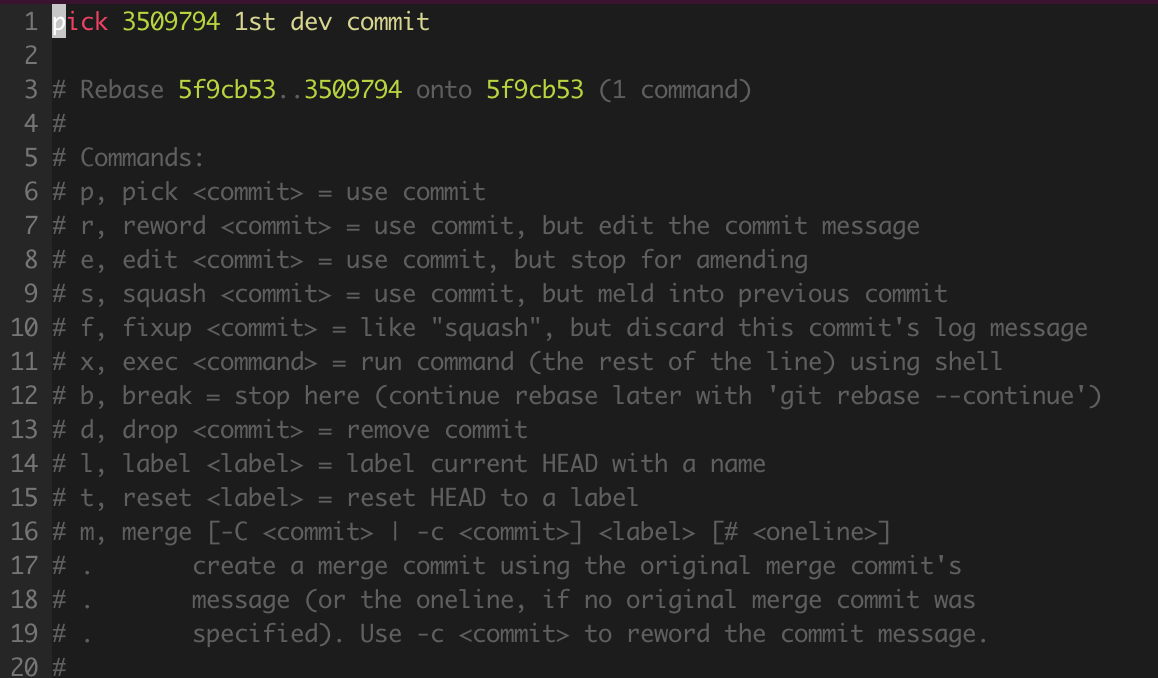 1 pick 3509794 1st dev commit
2
3 # Rebase 5f9cb53..3509794 onto 5f9cb53 (1 command)
4 #
5 # Commands:
6 # p, pick <commit> = use commit
7 # r, reword <commit> = use commit, but edit the commit message
8 # e, edit <commit> = use commit, but stop for amending
9 # s, squash <commit> = use commit, but meld into previous commit
10 # f, fixup <commit> = like "squash", but discard this commit's log message
11 # x, exec <command> = run command (the rest of the line) using shell
12 # b, break = stop here (continue rebase later with 'git rebase --continue')
13 # d, drop <commit> = remove commit
14 # l, label <label> = label current HEAD with a name
15 # t, reset <label> = reset HEAD to a label
16 # m, merge [-C <commit> | -c <commit>] <label> [# <oneline>]
17 # .       create a merge commit using the original merge commit's
18 # .       message (or the oneline, if no original merge commit was
19 # .       specified). Use -c <commit> to reword the commit message.
20 #